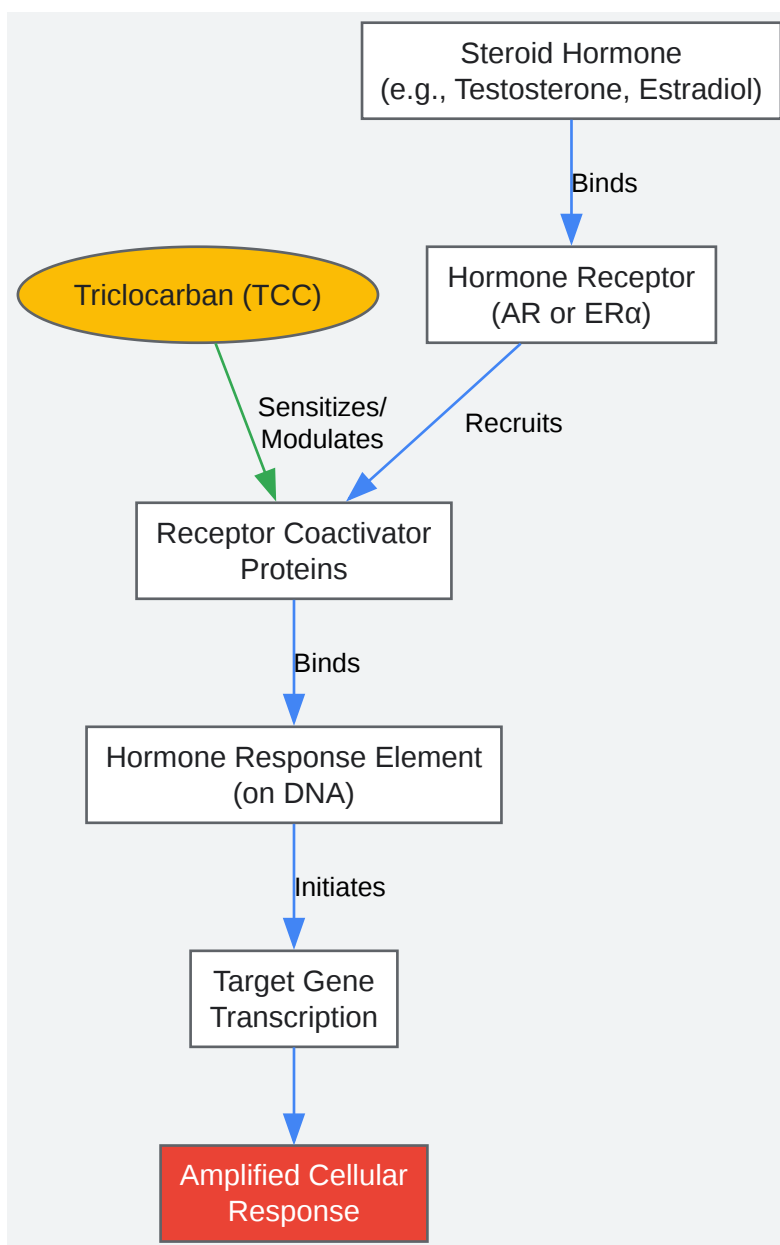 Steroid Hormone
(e.g., Testosterone, Estradiol)
Binds
Triclocarban (TCC)
Hormone Receptor
(AR or ERα)
Sensitizes/
Modulates
Recruits
Receptor Coactivator
Proteins
Binds
Hormone Response Element
(on DNA)
Initiates
Target Gene
Transcription
Amplified Cellular
Response